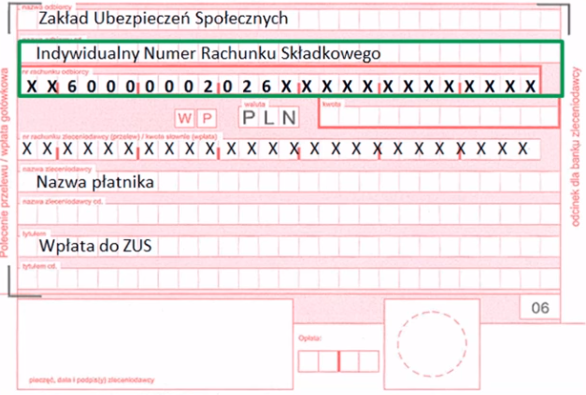 nazwa odbiorcy
Zakład Ubezpieczeń Społecznych
nazwa odbiorcy cd.
Indywidualny Numer Rachunku Składkowego
nr rachunku odbiorcy
X X 6 0 0 0 0 0 0 2 0 2 6 X X X X X X X X X X X X X
W P
waluta
P L N
kwota
nr rachunku zleceniodawcy (przelew) / kwota słownie (wpłata)
X X X X X X X X X X X X X X X X X X X X X X X X X X
nazwa zleceniodawcy
Nazwa płatnika
nazwa zleceniodawcy cd.
tytułem
Wpłata do ZUS
tytułem cd.
06
Opłata:
pieczęć, data i podpis(y) zleceniodawcy
Polecenie przelewu / wpłata gotówkowa
odcinek dla banku zleceniodawcy